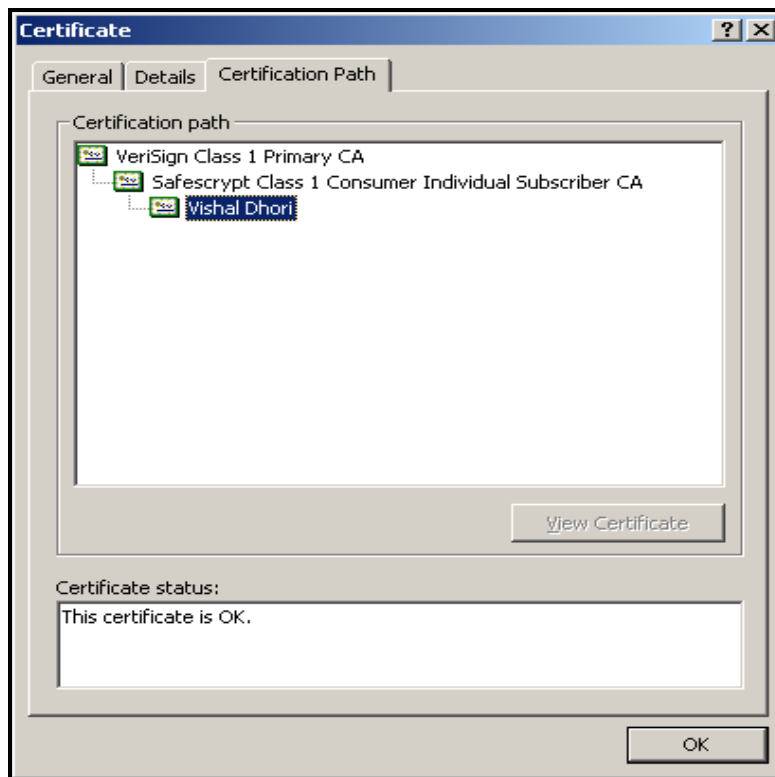 Certificate
General Details Certification Path
Certification path
VeriSign Class 1 Primary CA
Safescrypt Class 1 Consumer Individual Subscriber CA
Vishal Dhori
View Certificate
Certificate status:
This certificate is OK.
OK